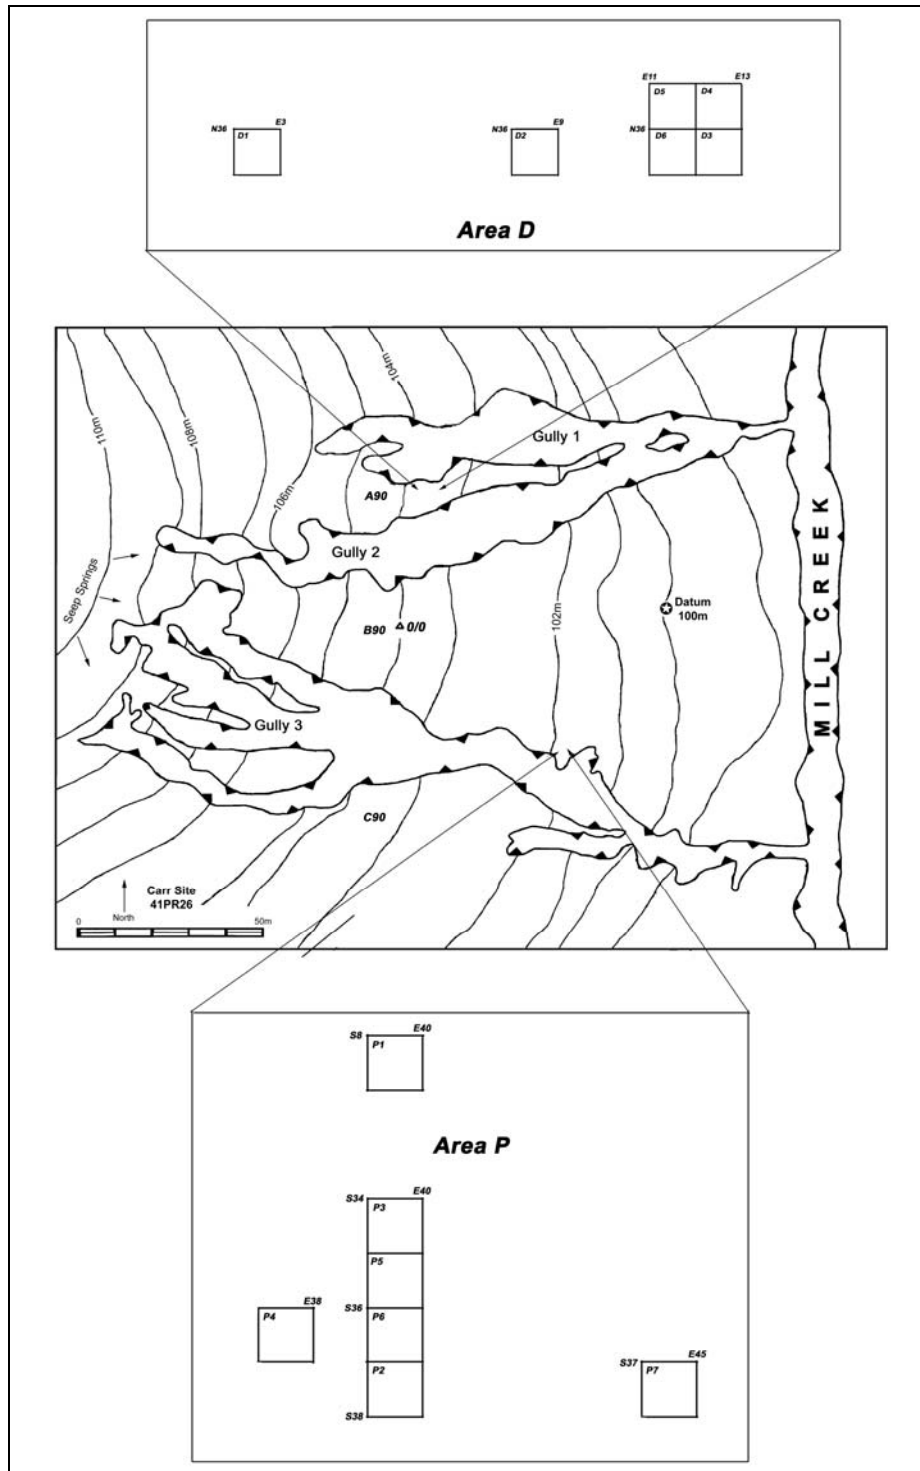 E11 E13
D5 D4
N36 E3 N36 E9 N36
D1 D2 D6 D3
Area D
110m
108m
106m
104m
Gully 1
A90
Gully 2
Seep Springs
B90 0/0
102m
Datum
100m
MILL CREEK
Gully 3
C90
Carr Site
41PR26
North
0 50m
S8 E40
P1
Area P
S34 E40
P3
P5
E38 S36
P4 P6
S37 E45
P2 P7
S38